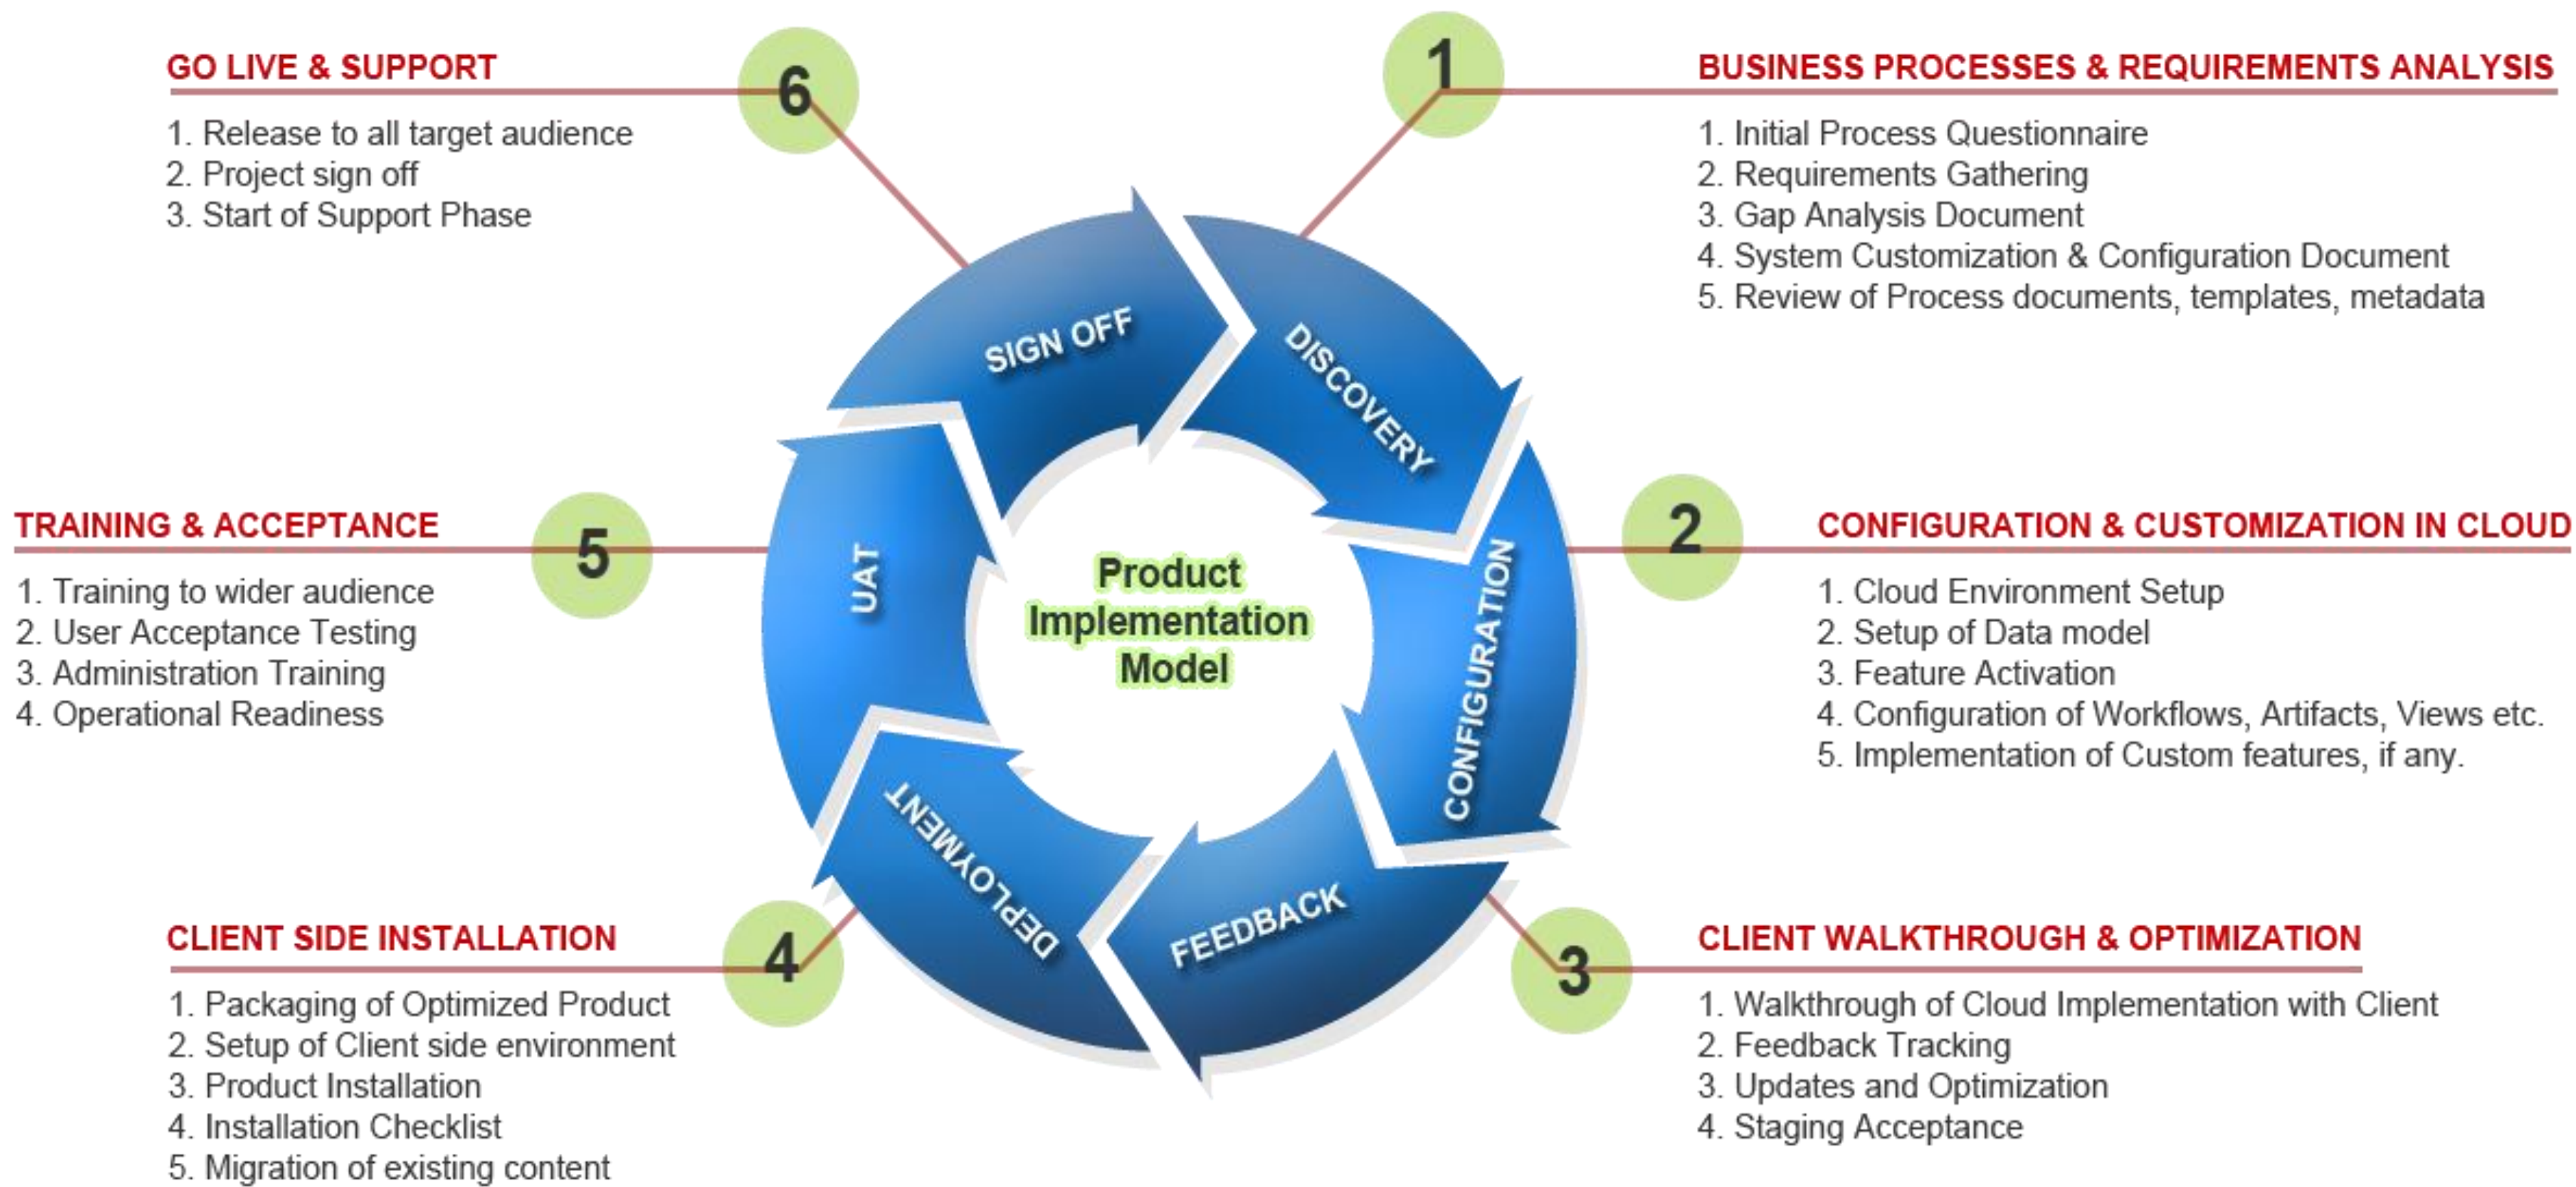 1
BUSINESS PROCESSES & REQUIREMENTS ANALYSIS
1. Initial Process Questionnaire
2. Requirements Gathering
3. Gap Analysis Document
4. System Customization & Configuration Document
5. Review of Process documents, templates, metadata
2
CONFIGURATION & CUSTOMIZATION IN CLOUD
1. Cloud Environment Setup
2. Setup of Data model
3. Feature Activation
4. Configuration of Workflows, Artifacts, Views etc.
5. Implementation of Custom features, if any.
3
CLIENT WALKTHROUGH & OPTIMIZATION
1. Walkthrough of Cloud Implementation with Client
2. Feedback Tracking
3. Updates and Optimization
4. Staging Acceptance
4
CLIENT SIDE INSTALLATION
1. Packaging of Optimized Product
2. Setup of Client side environment
3. Product Installation
4. Installation Checklist
5. Migration of existing content
5
TRAINING & ACCEPTANCE
1. Training to wider audience
2. User Acceptance Testing
3. Administration Training
4. Operational Readiness
6
GO LIVE & SUPPORT
1. Release to all target audience
2. Project sign off
3. Start of Support Phase
DISCOVERY
CONFIGURATION
FEEDBACK
DEPLOYMENT
UAT
SIGN OFF
Product
Implementation
Model